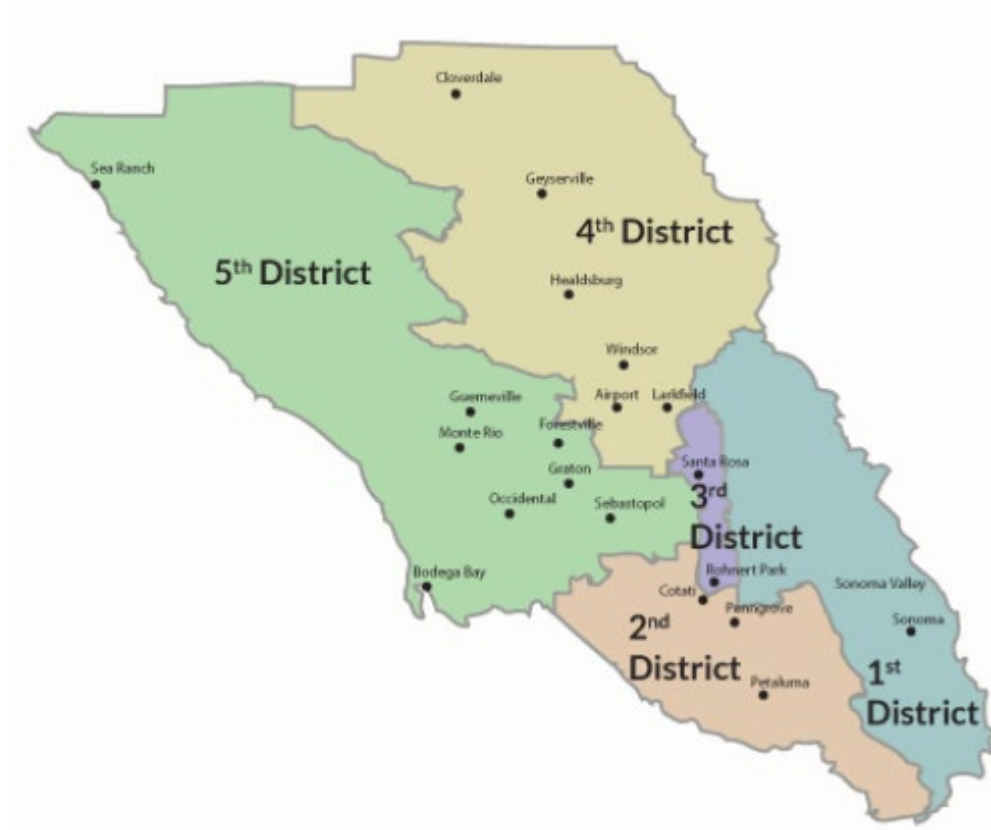 Cloverdale
Sea Ranch
Geyserville
4th District
5th District
Healdsburg
Windsor
Airport
Larkfield
Guerneville
Forestville
Monte Rio
Santa Rosa
Graton
3rd
District
Occidental
Sebastopol
Bodega Bay
Rohnert Park
Sonoma Valley
Cotati
Penngrove
Sonoma
2nd
District
1st
District
Petaluma